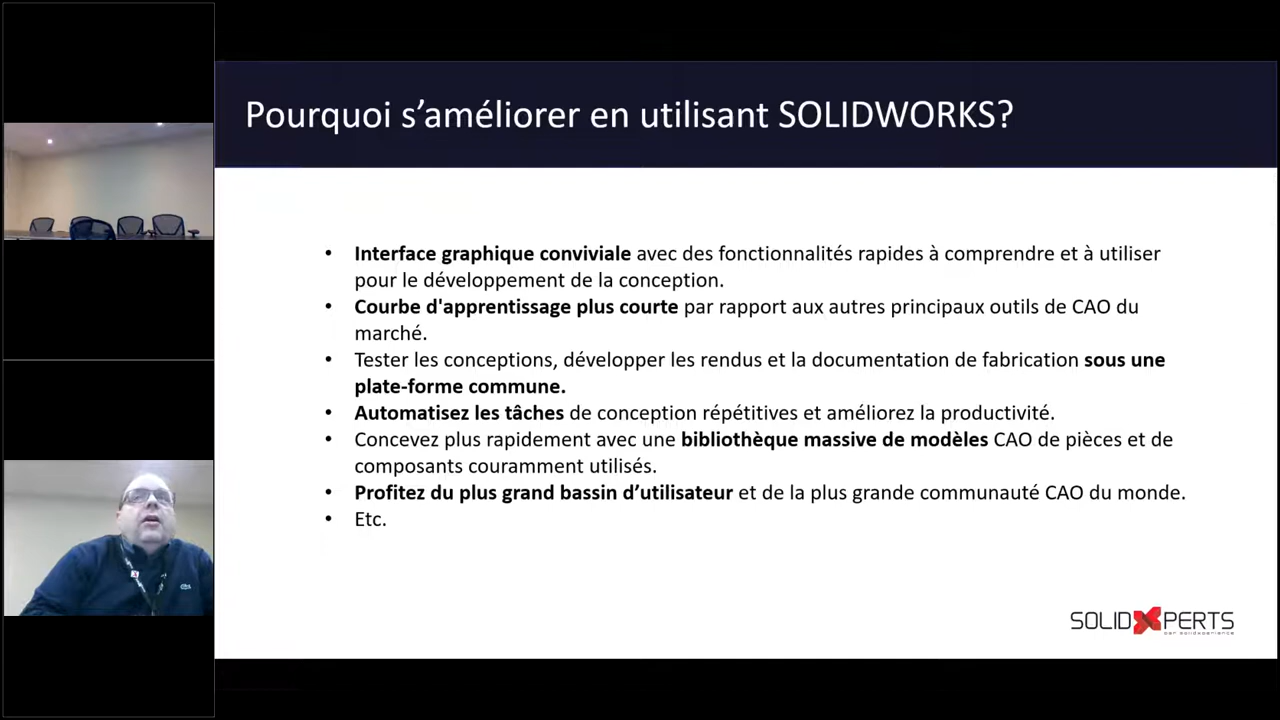 Pourquoi s’améliorer en utilisant SOLIDWORKS?
• Interface graphique conviviale avec des fonctionnalités rapides à comprendre et à utiliser
pour le développement de la conception.
• Courbe d'apprentissage plus courte par rapport aux autres principaux outils de CAO du
marché.
• Tester les conceptions, développer les rendus et la documentation de fabrication sous une
plate-forme commune.
• Automatisez les tâches de conception répétitives et améliorez la productivité.
• Concevez plus rapidement avec une bibliothèque massive de modèles CAO de pièces et de
composants couramment utilisés.
• Profitez du plus grand bassin d’utilisateur et de la plus grande communauté CAO du monde.
• Etc.
SOLIDXPERTS
par solidxperience